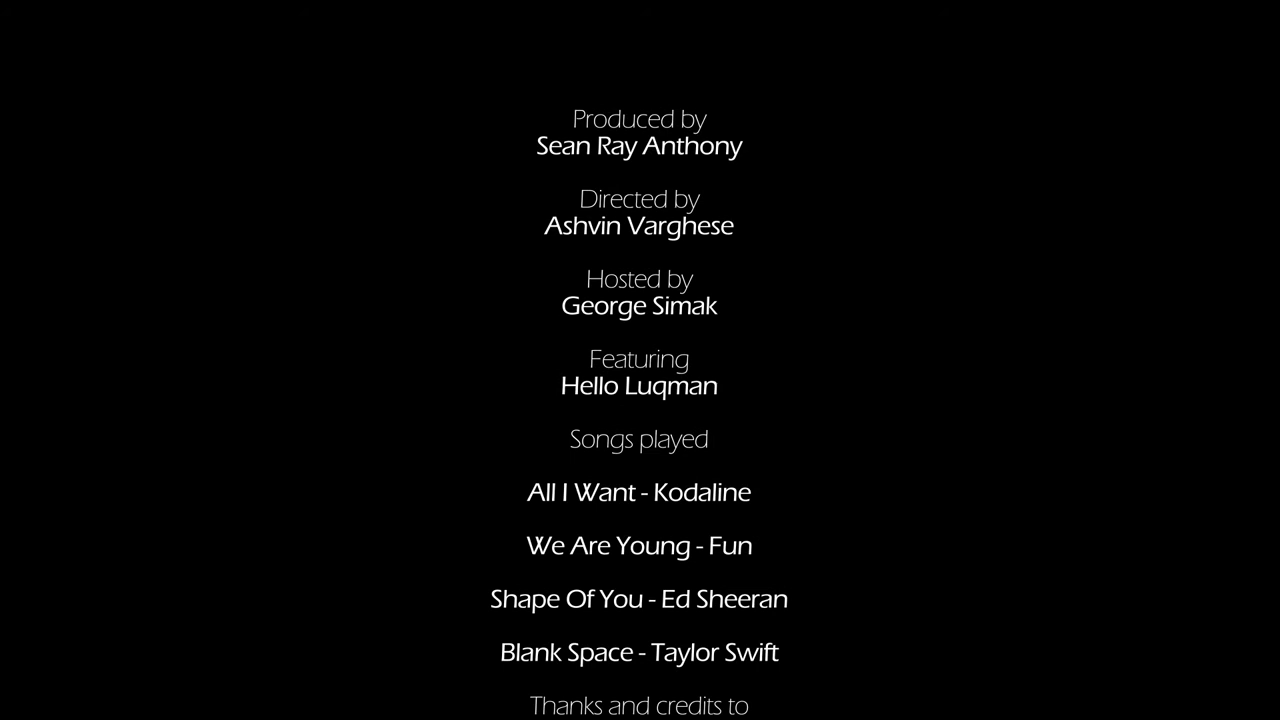 Produced by
Sean Ray Anthony
Directed by
Ashvin Varghese
Hosted by
George Simak
Featuring
Hello Luqman
Songs played
All I Want - Kodaline
We Are Young - Fun
Shape Of You - Ed Sheeran
Blank Space - Taylor Swift
Thanks and credits to